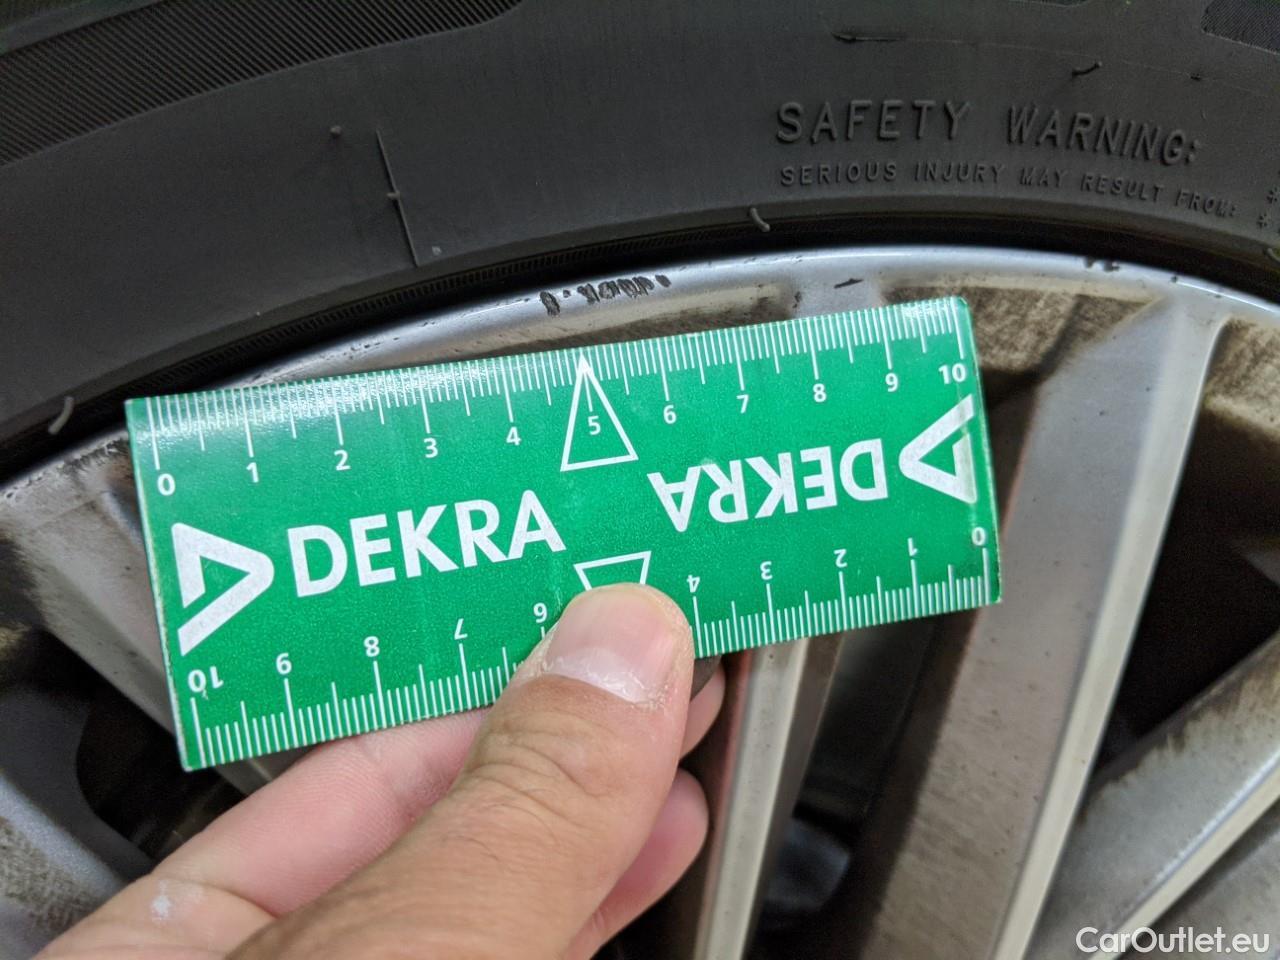 SAFETY WARNING:
SERIOUS INJURY MAY RESULT FROM:
0 1 2 3 4 5 6 7 8 9 10
DEKRA
DEKRA
10 9 8 7 6 4 3 2 1 0
CarOutlet.eu